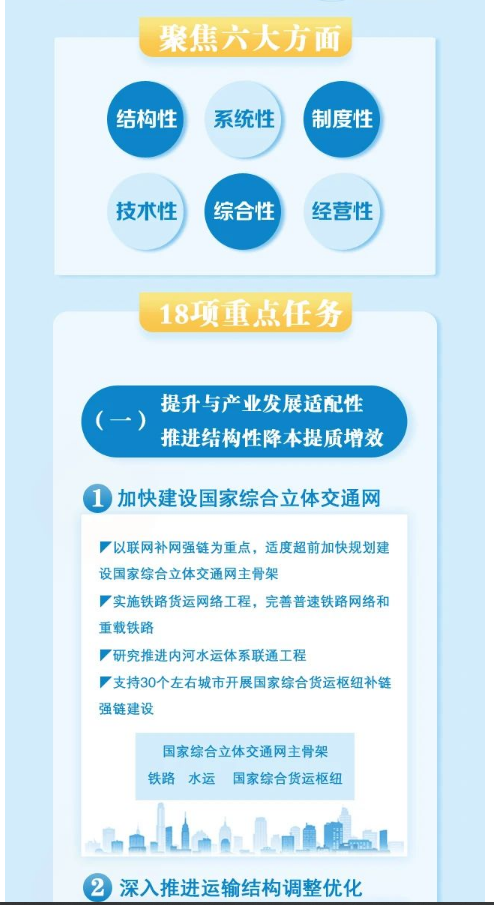 聚焦六大方面
结构性 系统性 制度性
技术性 综合性 经营性
18项重点任务
（一） 提升与产业发展适配性
推进结构性降本提质增效
1 加快建设国家综合立体交通网
以联网补网强链为重点，适度超前加快规划建
设国家综合立体交通网主骨架
实施铁路货运网络工程，完善普速铁路网络和
重载铁路
研究推进内河水运体系联通工程
支持30个左右城市开展国家综合货运枢纽补链
强链建设
国家综合立体交通网主骨架
铁路 水运 国家综合货运枢纽
2 深入推进运输结构调整优化